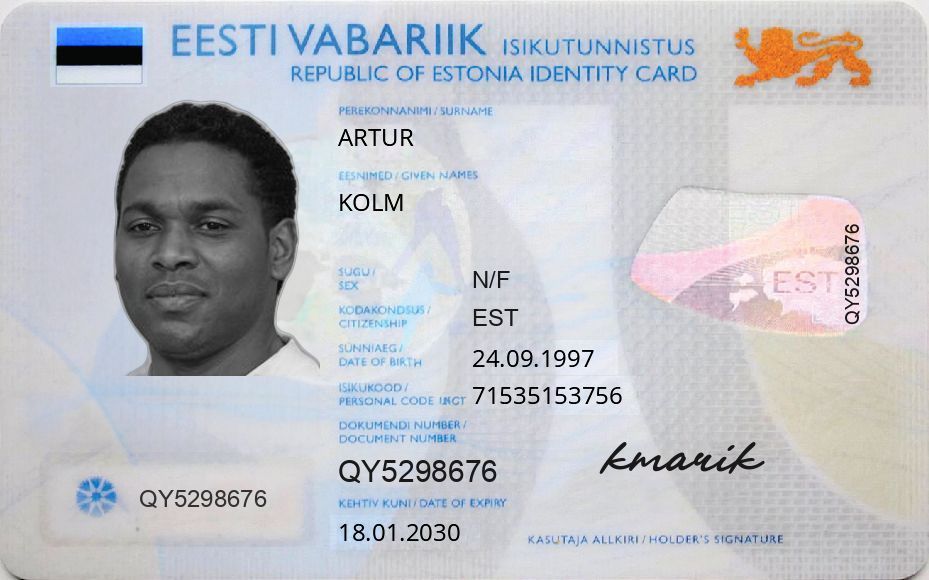 EESTI VABARIIK ISIKUTUNNISTUS
REPUBLIC OF ESTONIA IDENTITY CARD
PEREKONNANIMI / SURNAME
ARTUR
EESNIMED / GIVEN NAMES
KOLM
SUGU /
SEX
N/F
KODAKONDSUS /
CITIZENSHIP
EST
SÜNNIAEG /
DATE OF BIRTH
24.09.1997
ISIKUKOOD /
PERSONAL CODE
71535153756
DOKUMENDI NUMBER /
DOCUMENT NUMBER
QY5298676
KEHTIV KUNI / DATE OF EXPIRY
18.01.2030
QY5298676
EST
QY5298676
kmarik
KASUTAJA ALLKIRI / HOLDER'S SIGNATURE